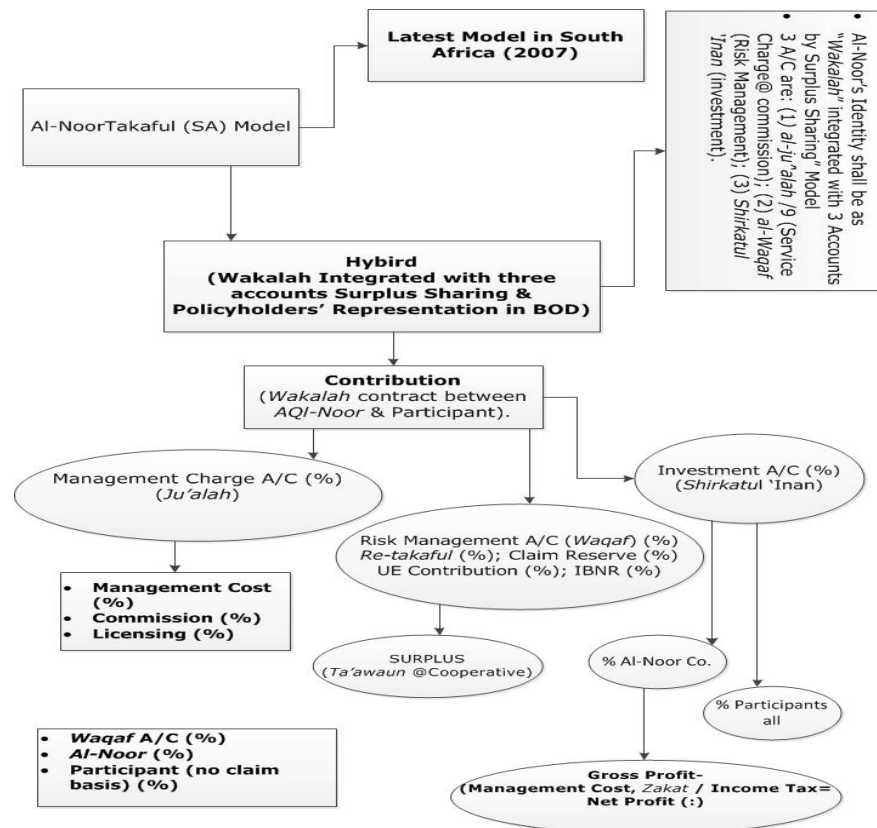 Latest Model in South
Africa (2007)
Al-NoorTakaful (SA) Model
• Al-Noor's Identity shall be as
"Wakalah" integrated with 3 Accounts
by Surplus Sharing" Model
• 3 A/C are: (1) al-ju^alah /9 (Service
Charge@ commission); (2) al-Waqaf
(Risk Management); (3) Shirkatul
'Inan (investment).
Hybird
(Wakalah Integrated with three
accounts Surplus Sharing &
Policyholders' Representation in BOD)
Contribution
(Wakalah contract between
AQI-Noor & Participant).
Management Charge A/C (%)
(Ju'alah)
Investment A/C (%)
(Shirkatul 'Inan)
Risk Management A/C (Waqaf) (%)
Re-takaful (%); Claim Reserve (%)
UE Contribution (%); IBNR (%)
• Management Cost
(%)
• Commission (%)
• Licensing (%)
SURPLUS
(Ta'awaun @Cooperative)
% Al-Noor Co.
% Participants
all
• Waqaf A/C (%)
• Al-Noor (%)
• Participant (no claim
basis) (%)
Gross Profit-
(Management Cost, Zakat / Income Tax=
Net Profit (:)